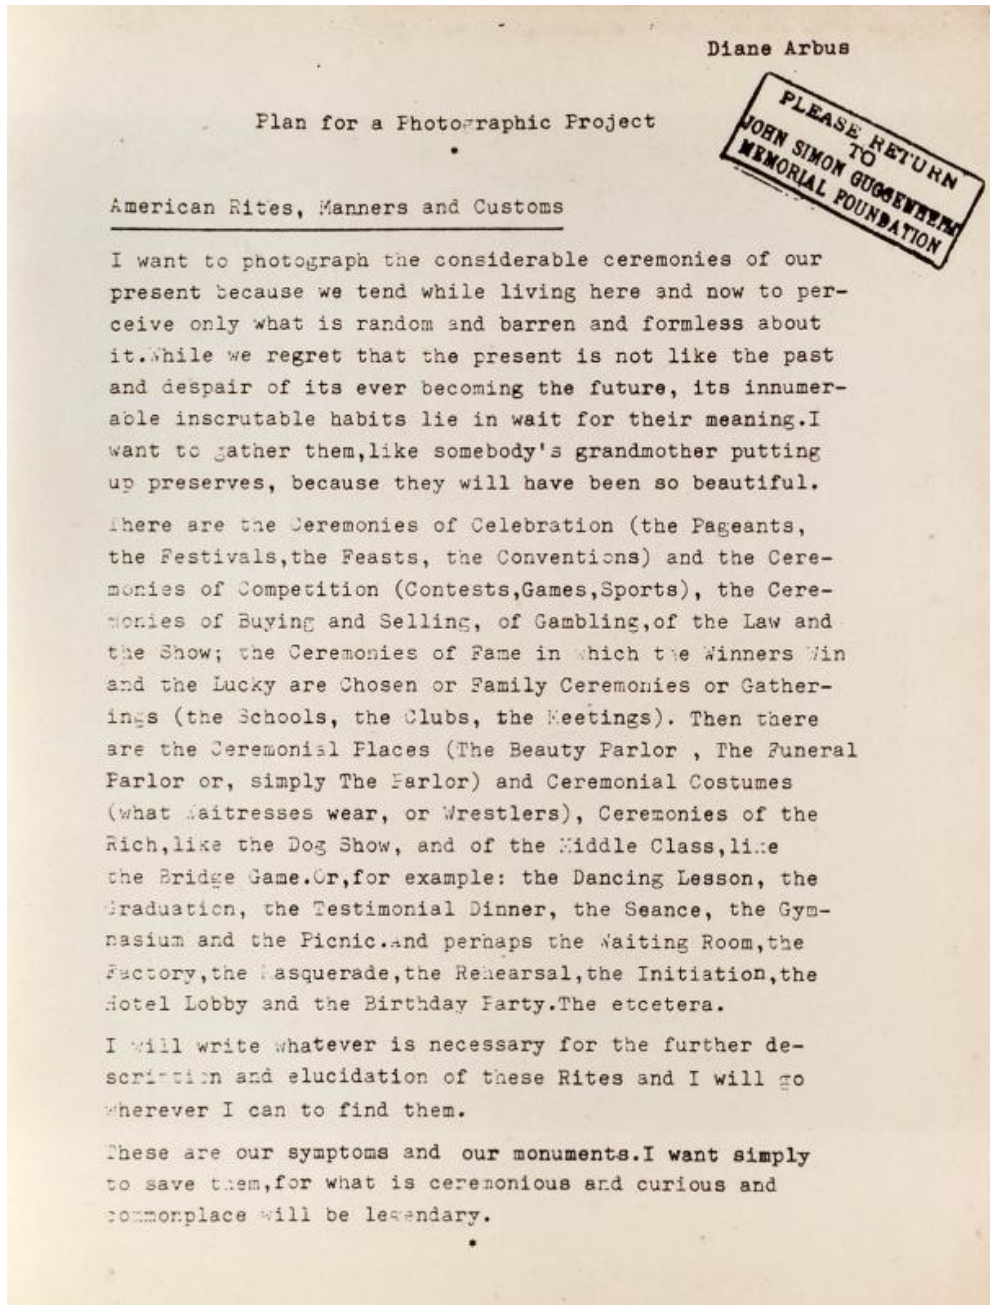 Diane Arbus
PLEASE RETURN
TO
JOHN SIMON GUGGENHEIM
MEMORIAL FOUNDATION
Plan for a Photographic Project
American Rites, Manners and Customs
I want to photograph the considerable ceremonies of our
present because we tend while living here and now to per-
ceive only what is random and barren and formless about
it.While we regret that the present is not like the past
and despair of its ever becoming the future, its innumer-
able inscrutable habits lie in wait for their meaning.I
want to gather them,like somebody's grandmother putting
up preserves, because they will have been so beautiful.
There are the Ceremonies of Celebration (the Pageants,
the Festivals,the Feasts, the Conventions) and the Cere-
monies of Competition (Contests,Games,Sports), the Cere-
monies of Buying and Selling, of Gambling,of the Law and
the Show; the Ceremonies of Fame in which the Winners Win
and the Lucky are Chosen or Family Ceremonies or Gather-
ings (the Schools, the Clubs, the Meetings). Then there
are the Ceremonial Places (The Beauty Parlor , The Funeral
Parlor or, simply The Parlor) and Ceremonial Costumes
(what Waitresses wear, or Wrestlers), Ceremonies of the
Rich,like the Dog Show, and of the Middle Class,like
the Bridge Game.Or,for example: the Dancing Lesson, the
Graduation, the Testimonial Dinner, the Seance, the Gym-
nasium and the Picnic.And perhaps the Waiting Room,the
Factory,the Masquerade,the Rehearsal,the Initiation,the
Hotel Lobby and the Birthday Party.The etcetera.
I will write whatever is necessary for the further de-
scription and elucidation of these Rites and I will go
wherever I can to find them.
These are our symptoms and our monuments.I want simply
to save them,for what is ceremonious and curious and
commonplace will be legendary.